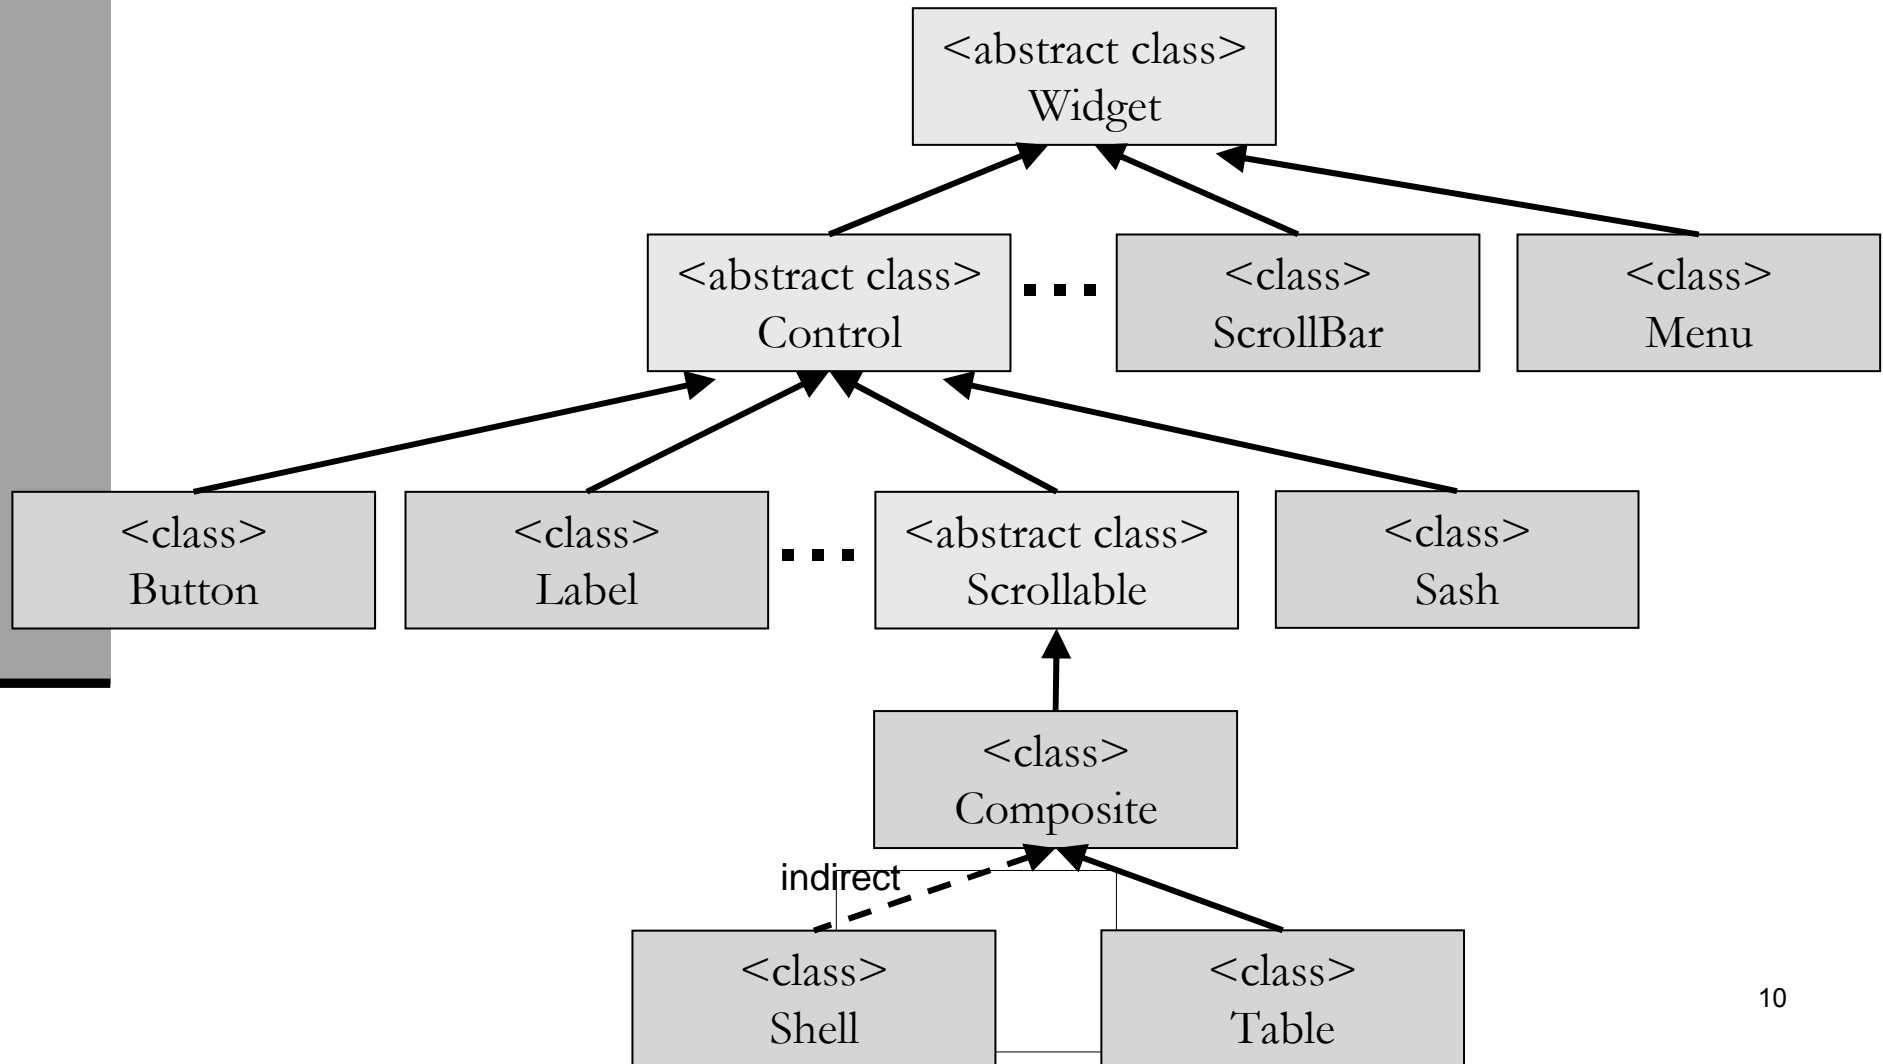 <abstract class>
Widget
<abstract class>
Control
<class>
ScrollBar
<class>
Menu
<class>
Button
<class>
Label
<abstract class>
Scrollable
<class>
Sash
<class>
Composite
indirect
<class>
Shell
<class>
Table
10